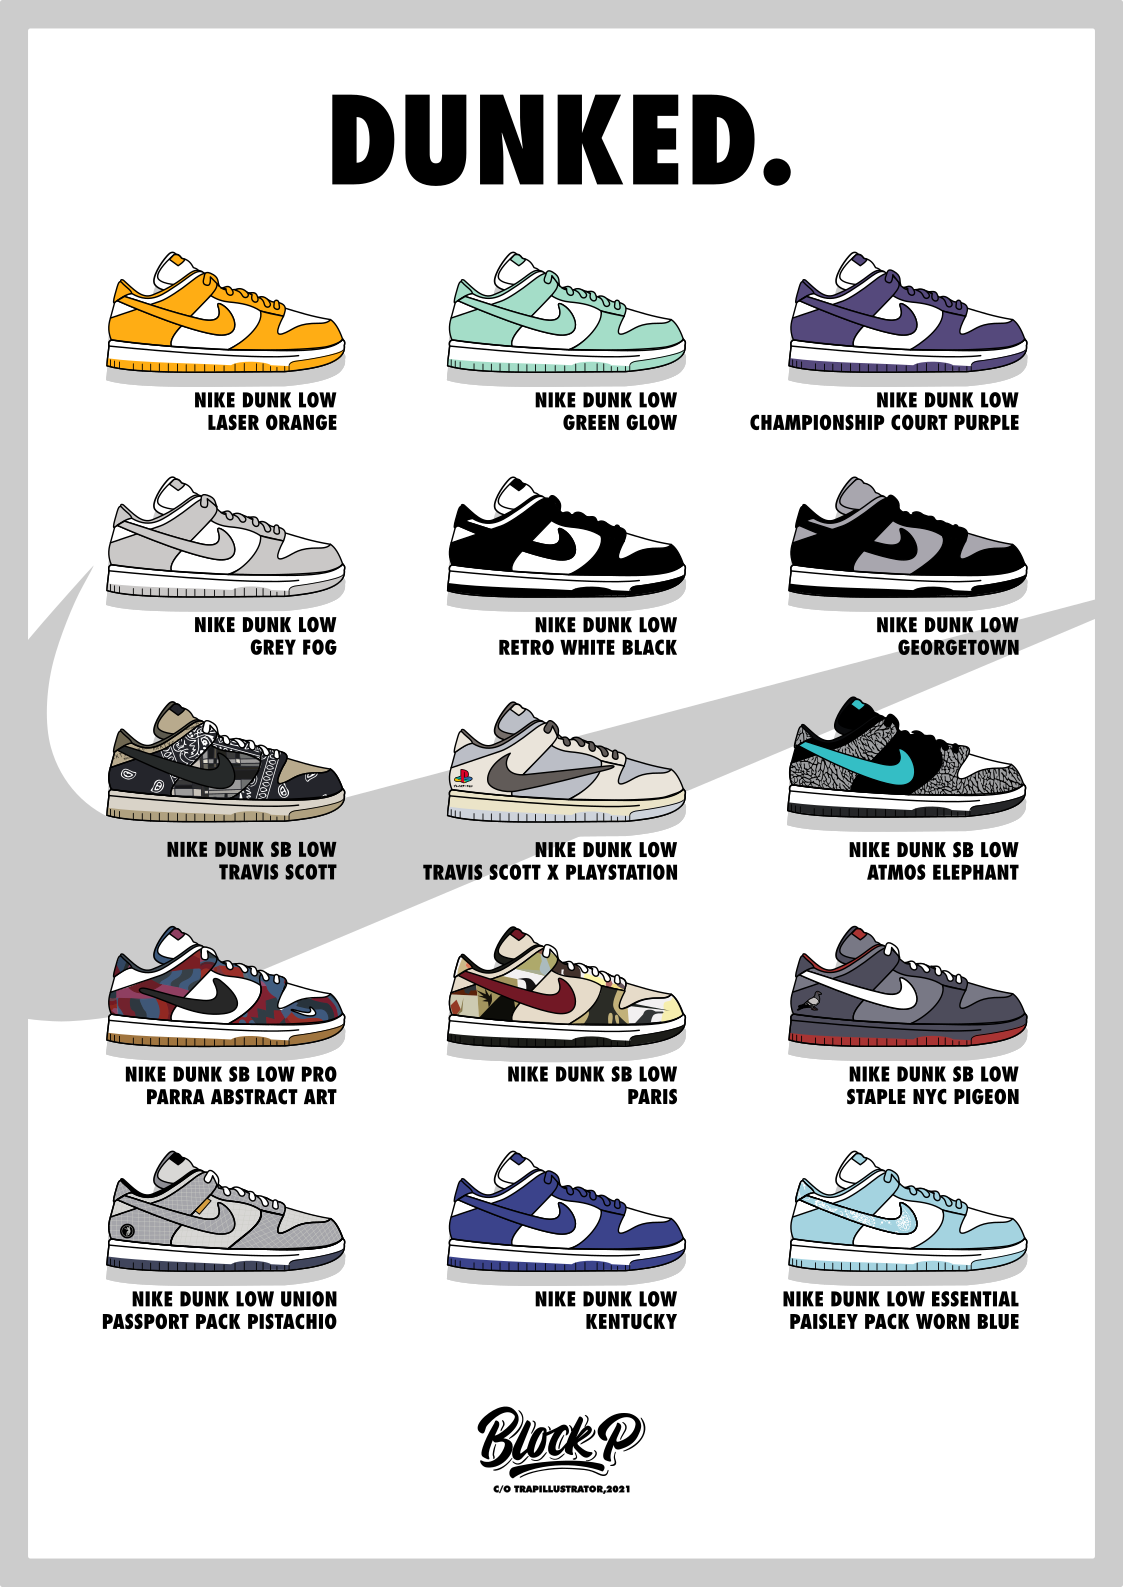 DUNKED.
NIKE DUNK LOW
LASER ORANGE
NIKE DUNK LOW
GREEN GLOW
NIKE DUNK LOW
CHAMPIONSHIP COURT PURPLE
NIKE DUNK LOW
GREY FOG
NIKE DUNK LOW
RETRO WHITE BLACK
NIKE DUNK LOW
GEORGETOWN
NIKE DUNK SB LOW
TRAVIS SCOTT
NIKE DUNK LOW
TRAVIS SCOTT X PLAYSTATION
NIKE DUNK SB LOW
ATMOS ELEPHANT
NIKE DUNK SB LOW PRO
PARRA ABSTRACT ART
NIKE DUNK SB LOW
PARIS
NIKE DUNK SB LOW
STAPLE NYC PIGEON
NIKE DUNK LOW UNION
PASSPORT PACK PISTACHIO
NIKE DUNK LOW
KENTUCKY
NIKE DUNK LOW ESSENTIAL
PAISLEY PACK WORN BLUE
Block P
C/O TRAPILLUSTRATOR,2021